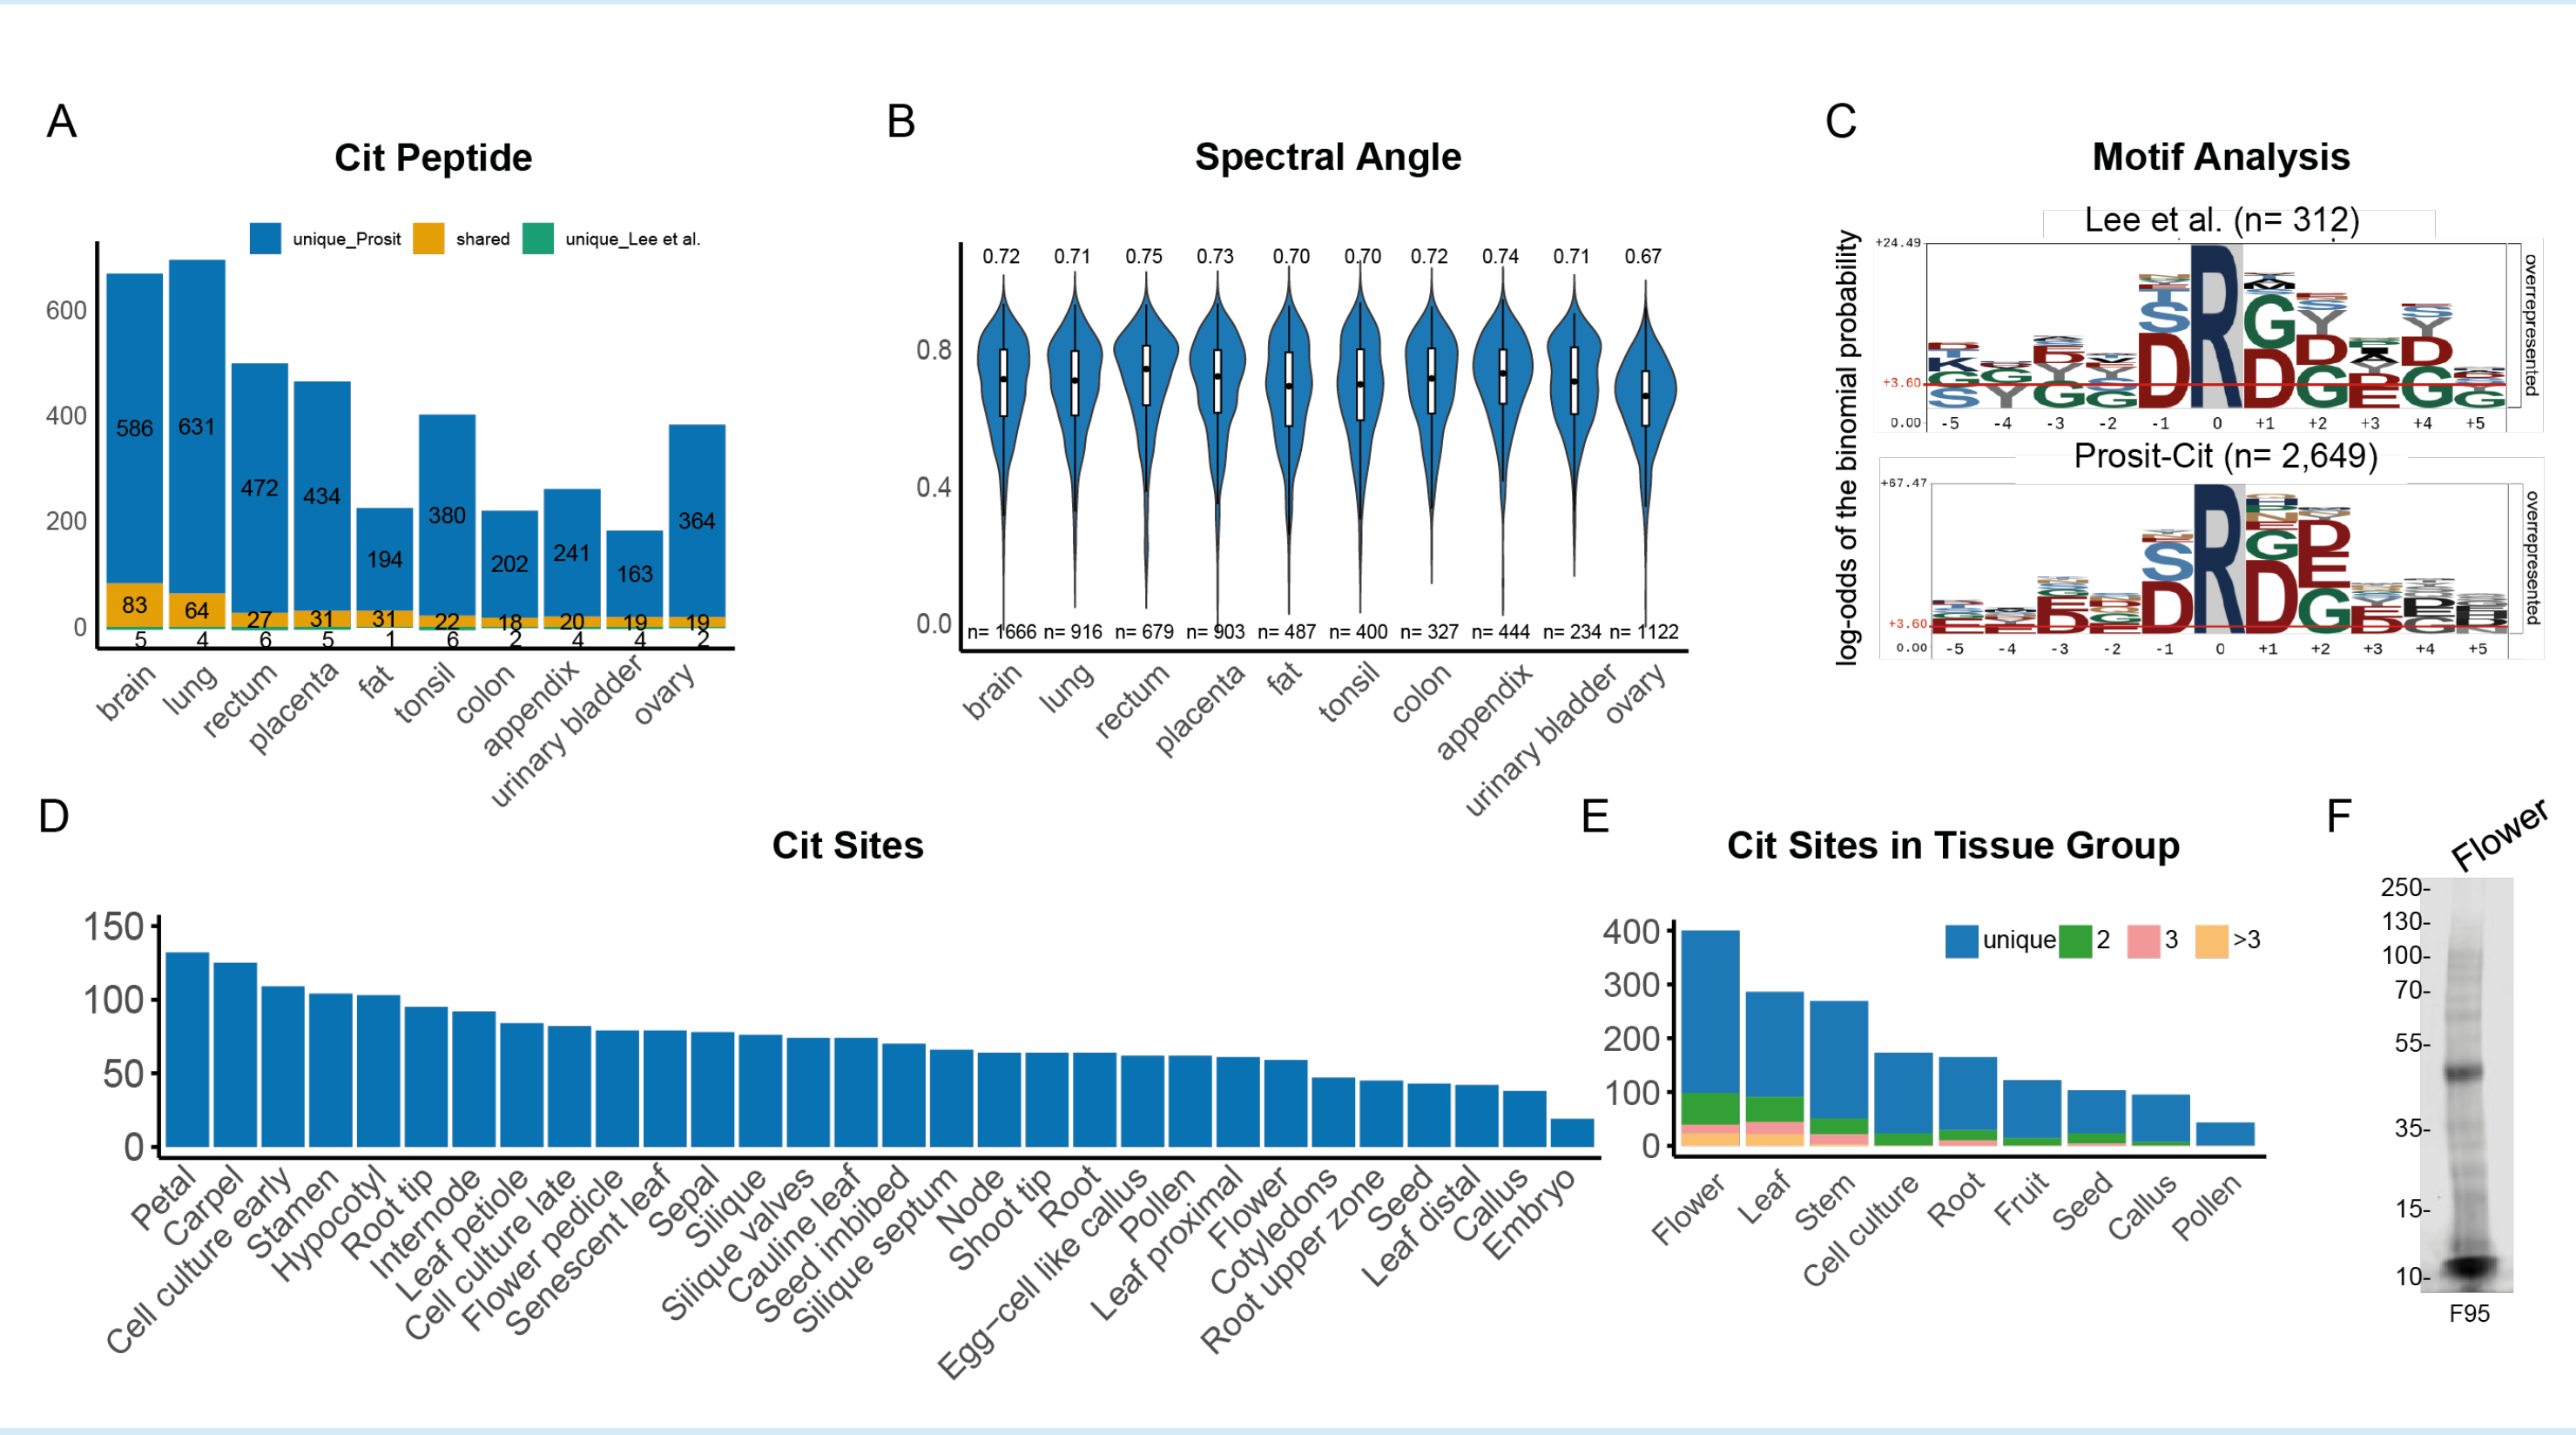 A
Cit Peptide
unique_Prosit shared unique_Lee et al.
600
400
200
0
586 631 472 434 194 380 202 241 163 364
83 64 27 31 31 22 18 20 19 19
5 4 6 5 1 6 2 4 4 2
brain lung rectum placenta fat tonsil colon appendix urinary bladder ovary
B
Spectral Angle
0.72 0.71 0.75 0.73 0.70 0.70 0.72 0.74 0.71 0.67
0.8
0.4
0.0
n= 1666 n= 916 n= 679 n= 903 n= 487 n= 400 n= 327 n= 444 n= 234 n= 1122
brain lung rectum placenta fat tonsil colon appendix urinary bladder ovary
C
Motif Analysis
log-odds of the binomial probability
Lee et al. (n= 312)
+24.49
+3.60
0.00
-5 -4 -3 -2 -1 0 +1 +2 +3 +4 +5
R
overrepresented
Prosit-Cit (n= 2,649)
+67.47
+3.60
0.00
-5 -4 -3 -2 -1 0 +1 +2 +3 +4 +5
R
overrepresented
D
Cit Sites
150
100
50
0
Petal Carpel Cell culture early Stamen Hypocotyl Root tip Internode Leaf petiole Cell culture late Flower pedicle Senescent leaf Sepal Silique Silique valves Cauline leaf Seed imbibed Silique septum Node Shoot tip Root Egg-cell like callus Pollen Leaf proximal Flower Cotyledons Root upper zone Seed Leaf distal Callus Embryo
E
Cit Sites in Tissue Group
unique 2 3 >3
400
300
200
100
0
Flower Leaf Stem Cell culture Root Fruit Seed Callus Pollen
F
Flower
250-
130-
100-
70-
55-
35-
15-
10-
F95